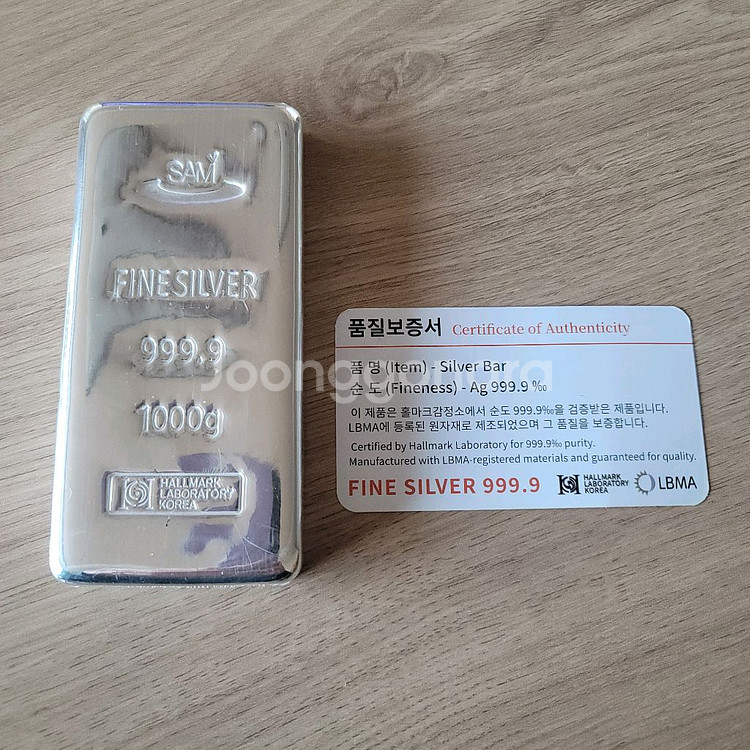 SAM
FINE SILVER
999.9
1000g
HALLMARK
LABORATORY
KOREA
품질보증서 Certificate of Authenticity
품 명 (Item) - Silver Bar
순 도 (Fineness) - Ag 999.9 ‰
이 제품은 홀마크감정소에서 순도 999.9‰을 검증받은 제품입니다.
LBMA에 등록된 원자재로 제조되었으며 그 품질을 보증합니다.
Certified by Hallmark Laboratory for 999.9‰ purity.
Manufactured with LBMA-registered materials and guaranteed for quality.
FINE SILVER 999.9
HALLMARK
LABORATORY
KOREA
LBMA
Joonggonara